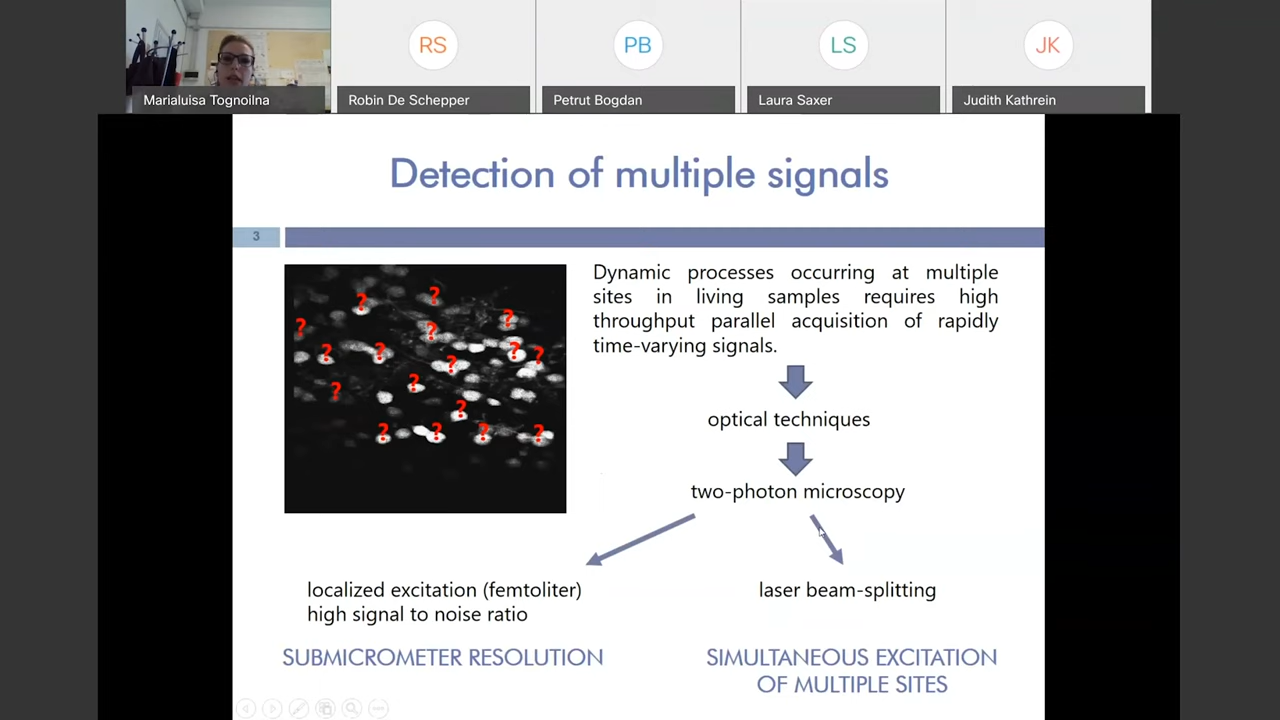 RS
PB
LS
JK
Marialuisa Tognoilna
Robin De Schepper
Petrut Bogdan
Laura Saxer
Judith Kathrein
Detection of multiple signals
3
Dynamic processes occurring at multiple
sites in living samples requires high
throughput parallel acquisition of rapidly
time-varying signals.
? ? ? ? ? ? ? ? ? ? ? ? ? ? ? ? ?
optical techniques
two-photon microscopy
localized excitation (femtoliter)
high signal to noise ratio
laser beam-splitting
SUBMICROMETER RESOLUTION
SIMULTANEOUS EXCITATION
OF MULTIPLE SITES